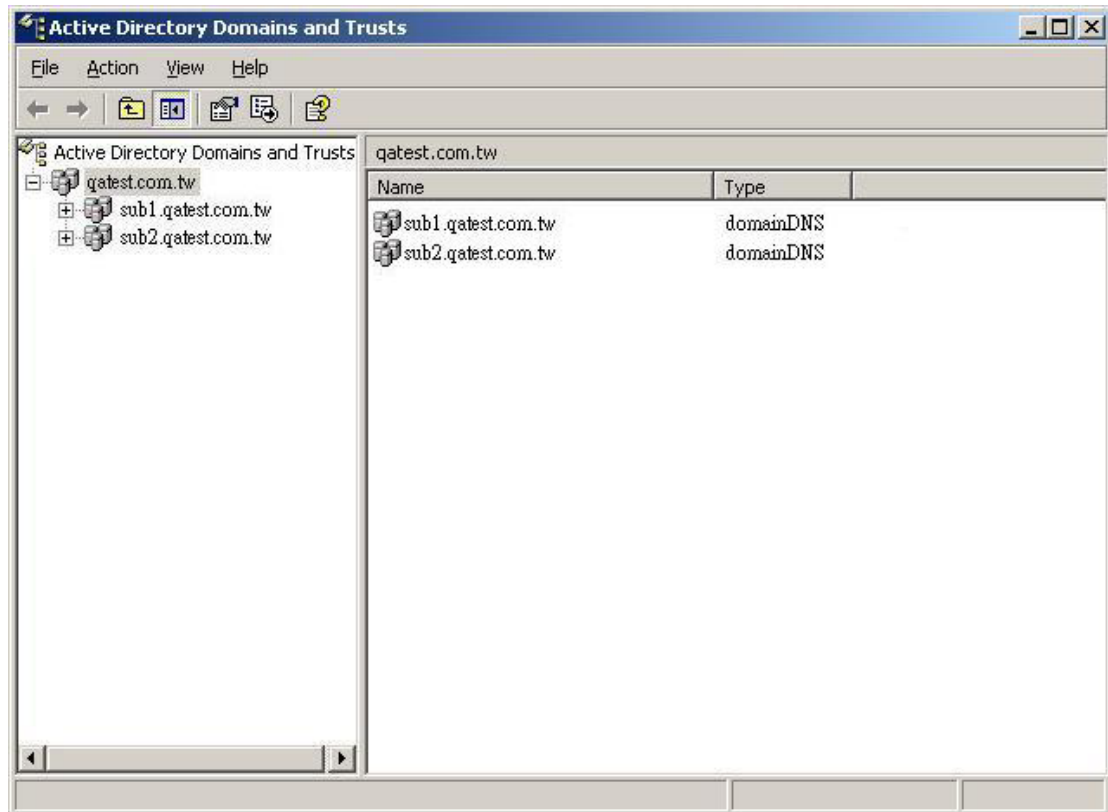 Active Directory Domains and Trusts
File Action View Help
Active Directory Domains and Trusts
qatest.com.tw
sub1.qatest.com.tw
sub2.qatest.com.tw
qatest.com.tw
Name Type
sub1.qatest.com.tw domainDNS
sub2.qatest.com.tw domainDNS